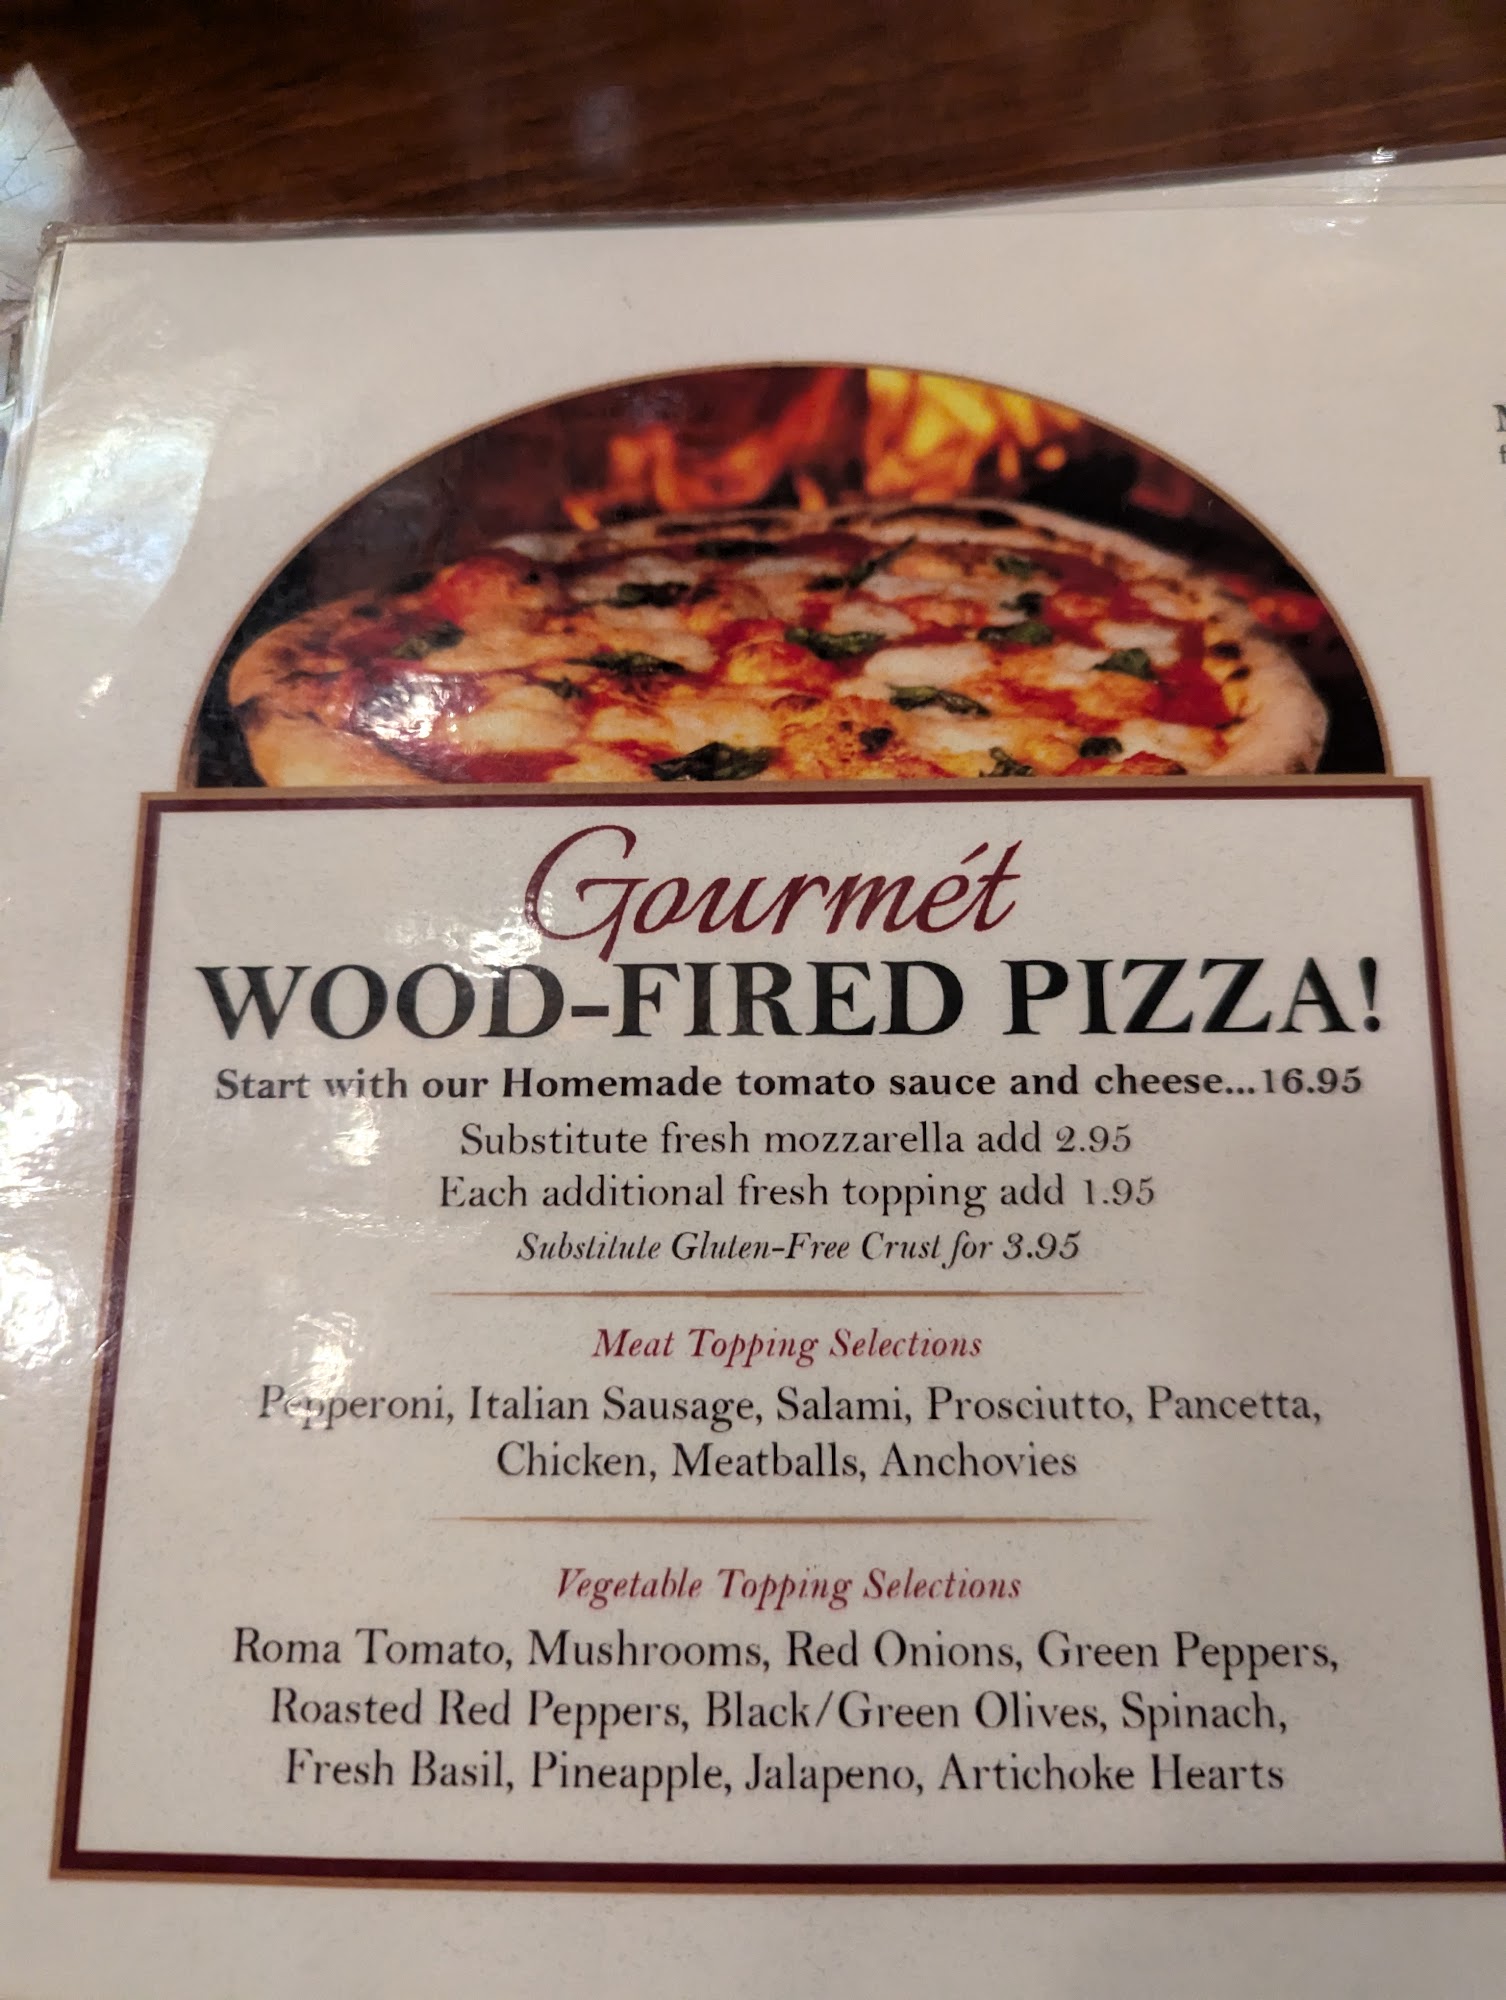 Gourmét
WOOD-FIRED PIZZA!
Start with our Homemade tomato sauce and cheese...16.95
Substitute fresh mozzarella add 2.95
Each additional fresh topping add 1.95
Substitute Gluten-Free Crust for 3.95
Meat Topping Selections
Pepperoni, Italian Sausage, Salami, Prosciutto, Pancetta,
Chicken, Meatballs, Anchovies
Vegetable Topping Selections
Roma Tomato, Mushrooms, Red Onions, Green Peppers,
Roasted Red Peppers, Black/Green Olives, Spinach,
Fresh Basil, Pineapple, Jalapeno, Artichoke Hearts